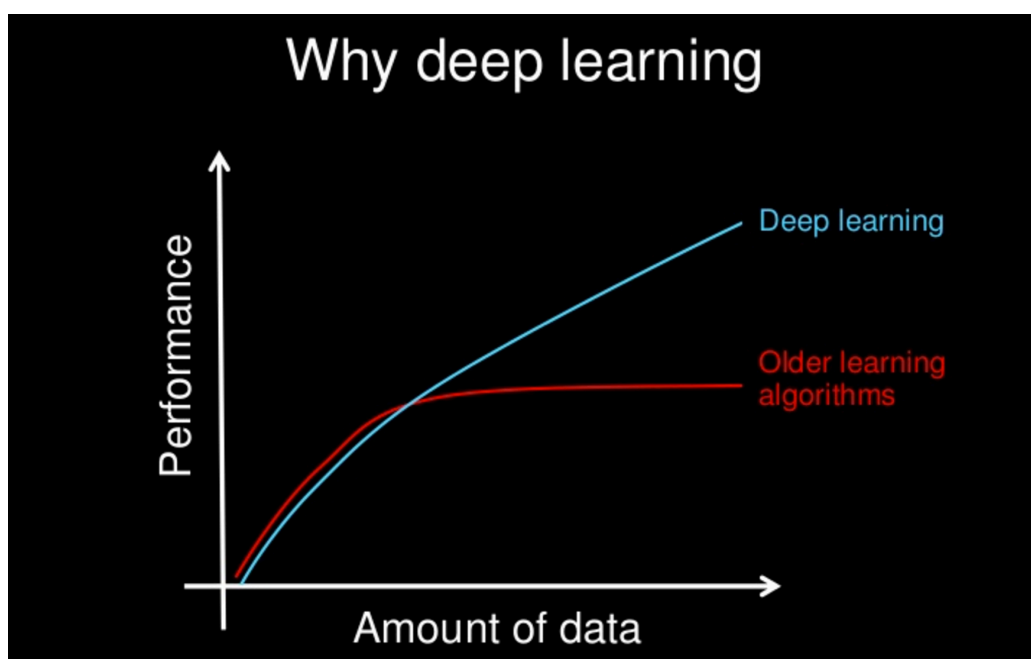 Why deep learning
Performance
Deep learning
Older learning
algorithms
Amount of data